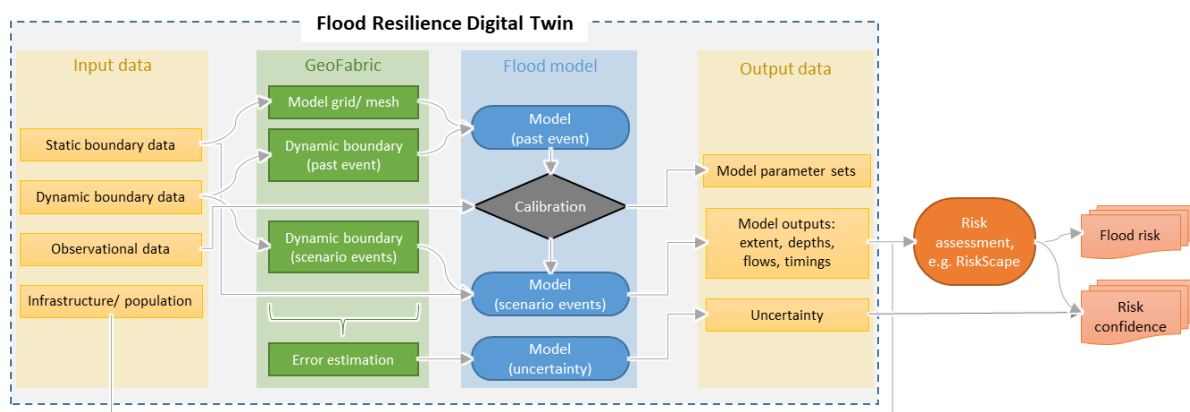 Flood Resilience Digital Twin
Input data
GeoFabric
Flood model
Output data
Static boundary data
Dynamic boundary data
Observational data
Infrastructure/ population
Model grid/ mesh
Dynamic boundary
(past event)
Dynamic boundary
(scenario events)
Error estimation
Model
(past event)
Calibration
Model
(scenario events)
Model
(uncertainty)
Model parameter sets
Model outputs:
extent, depths,
flows, timings
Uncertainty
Risk
assessment,
e.g. RiskScape
Flood risk
Risk
confidence